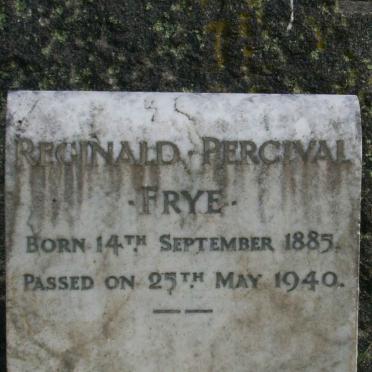 REGINALD · PERCIVAL
· FRYE ·
BORN 14TH SEPTEMBER 1885.
PASSED ON 25TH MAY 1940.